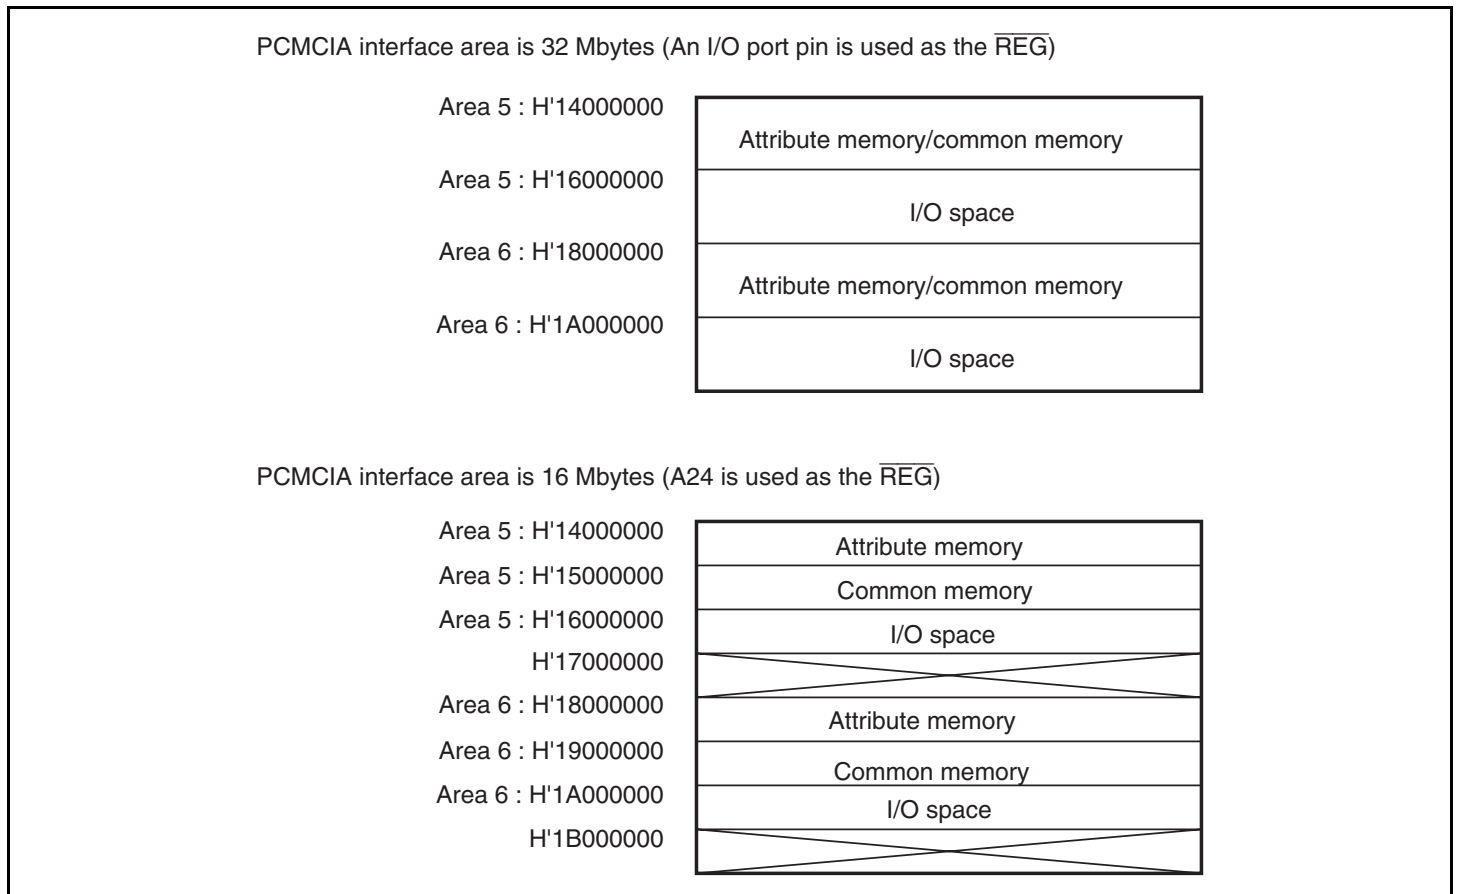 PCMCIA interface area is 32 Mbytes (An I/O port pin is used as the R̅E̅G̅)
Area 5 : H'14000000
Attribute memory/common memory
Area 5 : H'16000000
I/O space
Area 6 : H'18000000
Attribute memory/common memory
Area 6 : H'1A000000
I/O space
PCMCIA interface area is 16 Mbytes (A24 is used as the R̅E̅G̅)
Area 5 : H'14000000
Attribute memory
Area 5 : H'15000000
Common memory
Area 5 : H'16000000
I/O space
H'17000000
Area 6 : H'18000000
Attribute memory
Area 6 : H'19000000
Common memory
Area 6 : H'1A000000
I/O space
H'1B000000